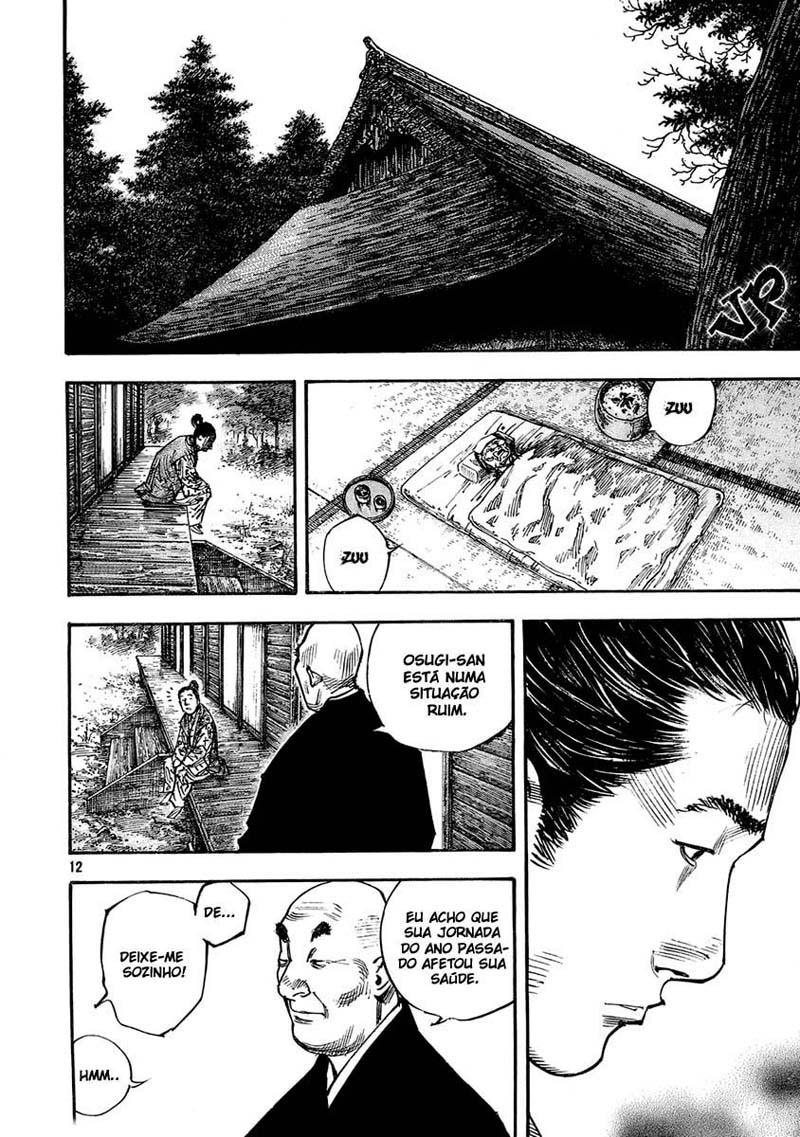 VP
ZUU
ZUU
OSUGI-SAN
ESTÁ NUMA
SITUAÇÃO
RUIM.
12
EU ACHO QUE
SUA JORNADA
DO ANO PASSA-
DO AFETOU SUA
SAÚDE.
DE...
DEIXE-ME
SOZINHO!
HMM..